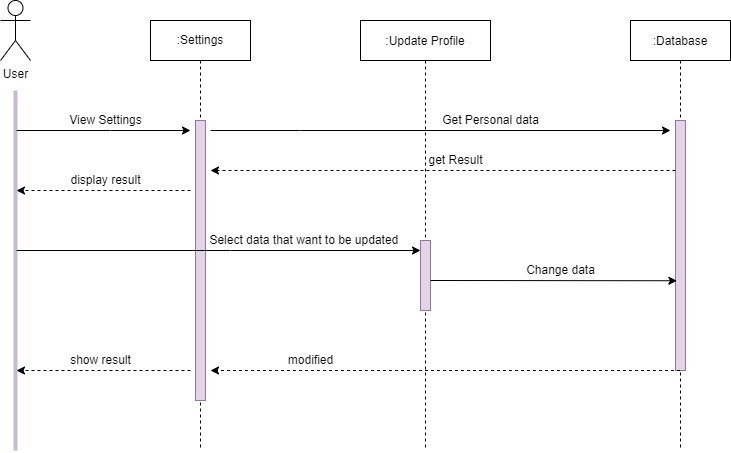 :Settings
:Update Profile
:Database
User
View Settings
Get Personal data
get Result
display result
Select data that want to be updated
Change data
show result
modified